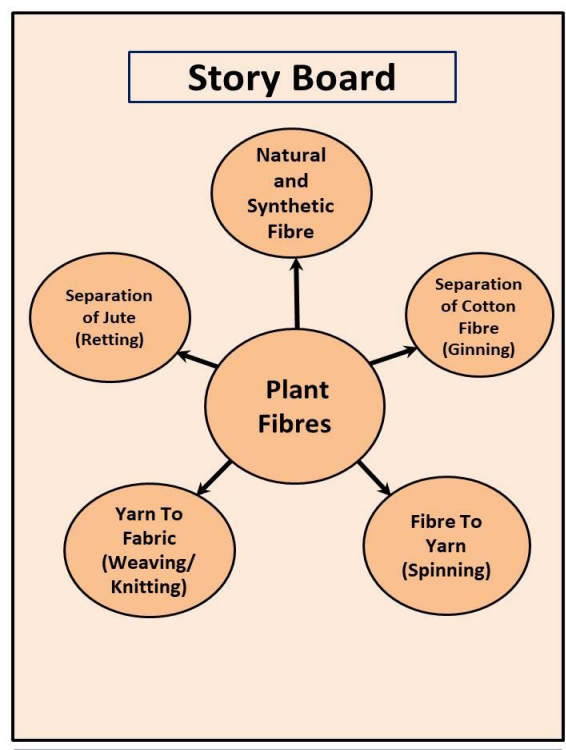 Story Board
Natural
and
Synthetic
Fibre
Separation
of Jute
(Retting)
Separation
of Cotton
Fibre
(Ginning)
Plant
Fibres
Yarn To
Fabric
(Weaving/
Knitting)
Fibre To
Yarn
(Spinning)